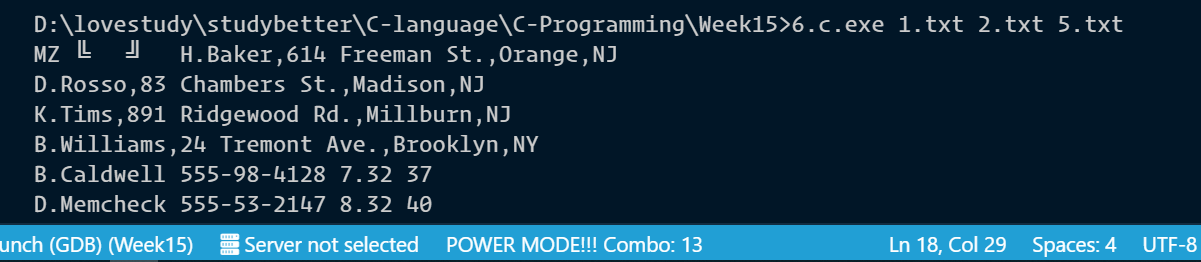 D:\lovestudy\studybetter\C-language\C-Programming\Week15>6.c.exe 1.txt 2.txt 5.txt
MZ ╚ ╝ H.Baker,614 Freeman St.,Orange,NJ
D.Rosso,83 Chambers St.,Madison,NJ
K.Tims,891 Ridgewood Rd.,Millburn,NJ
B.Williams,24 Tremont Ave.,Brooklyn,NY
B.Caldwell 555-98-4128 7.32 37
D.Memcheck 555-53-2147 8.32 40
unch (GDB) (Week15) Server not selected POWER MODE!!! Combo: 13 Ln 18, Col 29 Spaces: 4 UTF-8